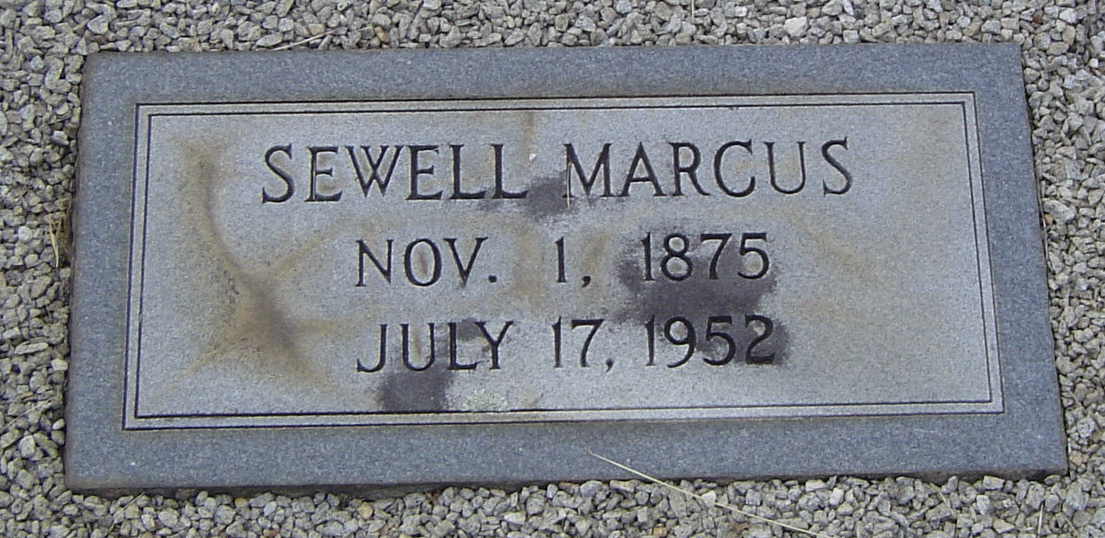 SEWELL MARCUS
NOV. 1, 1875
JULY 17, 1952